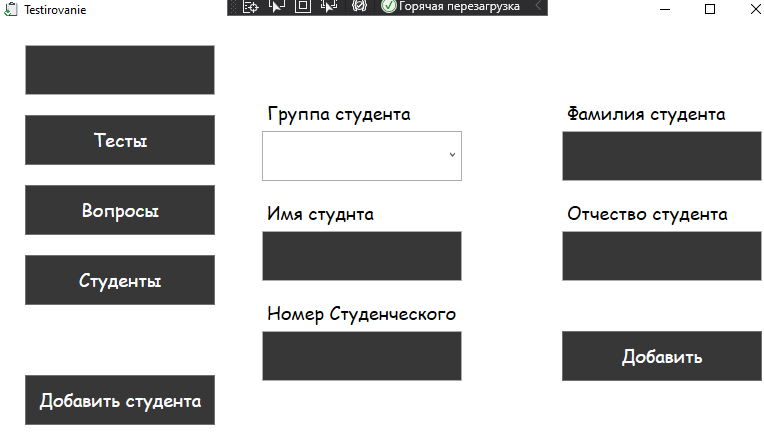 Testirovanie
Горячая перезагрузка
Группа студента
Фамилия студента
Тесты
Вопросы
Имя студнта
Отчество студента
Студенты
Номер Студенческого
Добавить
Добавить студента